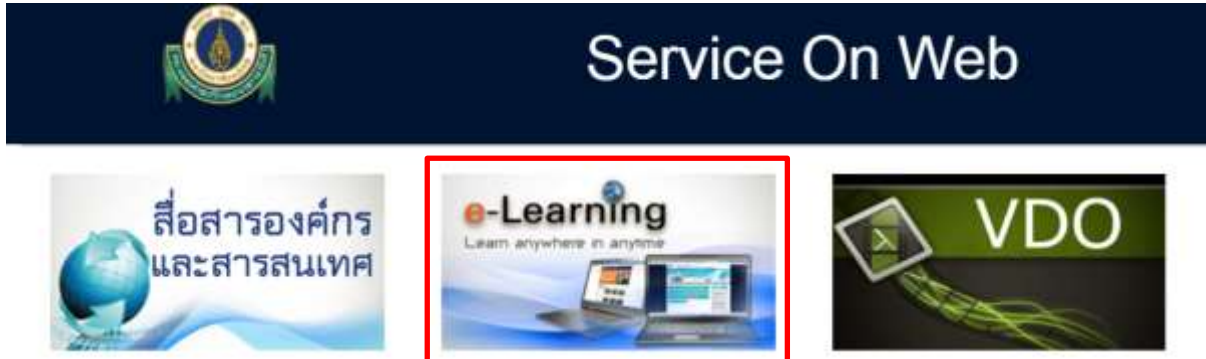 Service On Web
สื่อสารองค์กร
และสารสนเทศ
e-Learning
Learn anywhere in anytime
VDO